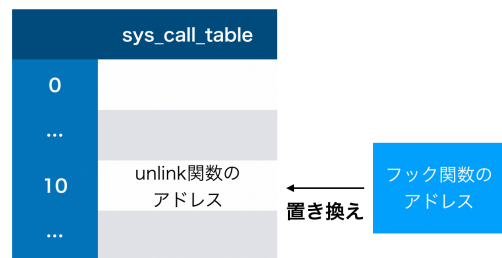 sys_call_table
0
...
10
unlink関数の
アドレス
...
置き換え
フック関数の
アドレス